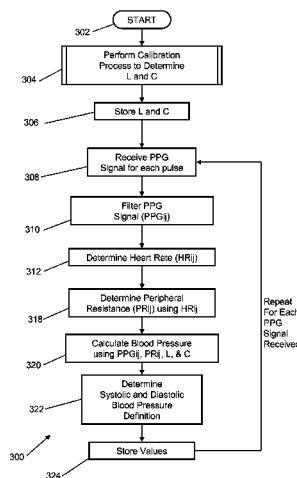 302
START
304
Perform Calibration
Process to Determine
L and C
306
Store L and C
308
Receive PPG
Signal for each pulse
310
Filter PPG
Signal (PPGij)
312
Determine Heart Rate (HRij)
318
Determine Peripheral
Resistance (PRij) using HRij
320
Calculate Blood Pressure
using PPGij, PRij, L, & C
322
Determine
Systolic and Diastolic
Blood Pressure
Definition
324
Store Values
300
Repeat
For Each
PPG
Signal
Received